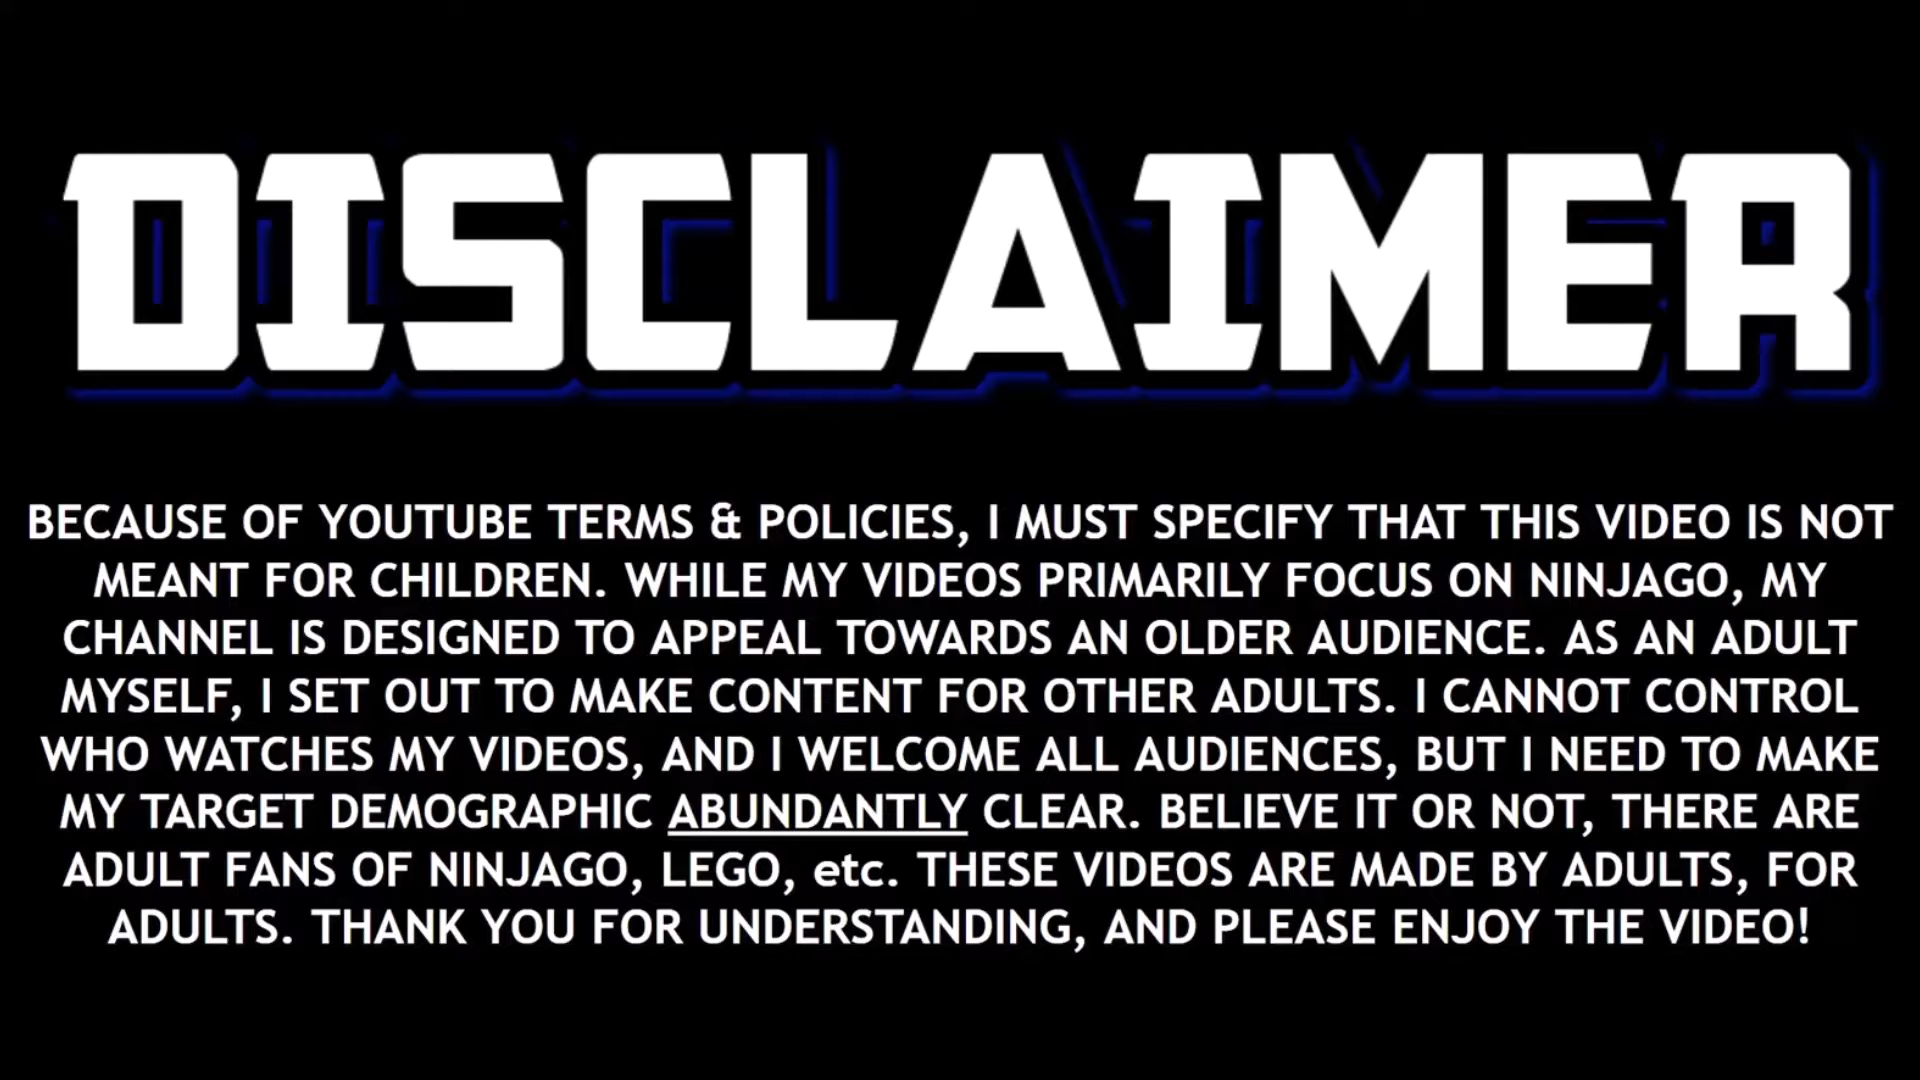 DISCLAIMER
BECAUSE OF YOUTUBE TERMS & POLICIES, I MUST SPECIFY THAT THIS VIDEO IS NOT
MEANT FOR CHILDREN. WHILE MY VIDEOS PRIMARILY FOCUS ON NINJAGO, MY
CHANNEL IS DESIGNED TO APPEAL TOWARDS AN OLDER AUDIENCE. AS AN ADULT
MYSELF, I SET OUT TO MAKE CONTENT FOR OTHER ADULTS. I CANNOT CONTROL
WHO WATCHES MY VIDEOS, AND I WELCOME ALL AUDIENCES, BUT I NEED TO MAKE
MY TARGET DEMOGRAPHIC ABUNDANTLY CLEAR. BELIEVE IT OR NOT, THERE ARE
ADULT FANS OF NINJAGO, LEGO, etc. THESE VIDEOS ARE MADE BY ADULTS, FOR
ADULTS. THANK YOU FOR UNDERSTANDING, AND PLEASE ENJOY THE VIDEO!